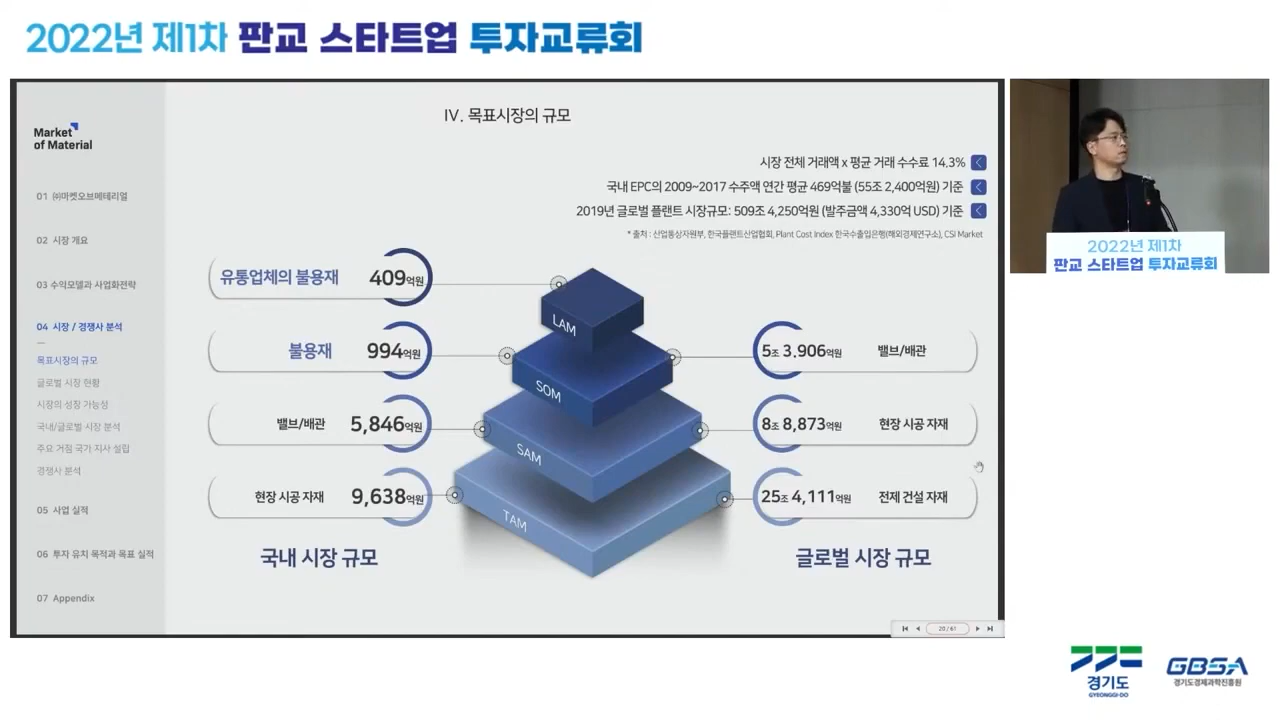 2022년 제1차 판교 스타트업 투자교류회
Market
of Material
01 ㈜마켓오브메테리얼
02 시장 개요
03 수익모델과 사업화전략
04 시장 / 경쟁사 분석
목표시장의 규모
글로벌 시장 현황
시장의 성장 가능성
국내/글로벌 시장 분석
주요 거점 국가 지사 설립
경쟁사 분석
05 사업 실적
06 투자 유치 목적과 목표 실적
07 Appendix
IV. 목표시장의 규모
시장 전체 거래액 x 평균 거래 수수료 14.3%
국내 EPC의 2009~2017 수주액 연간 평균 469억불 (55조 2,400억원) 기준
2019년 글로벌 플랜트 시장규모: 509조 4,250억원 (발주금액 4,330억 USD) 기준
* 출처 : 산업통상자원부, 한국플랜트산업협회, Plant Cost Index 한국수출입은행(해외경제연구소), CSI Market
유통업체의 불용재 409억원
LAM
불용재 994억원
SOM
5조 3,906억원 밸브/배관
밸브/배관 5,846억원
SAM
8조 8,873억원 현장 시공 자재
현장 시공 자재 9,638억원
TAM
25조 4,111억원 전제 건설 자재
국내 시장 규모
글로벌 시장 규모
20 / 61
2022년 제1차
판교 스타트업 투자교류회
경기도
GYEONGGI-DO
GBSA
경기도경제과학진흥원